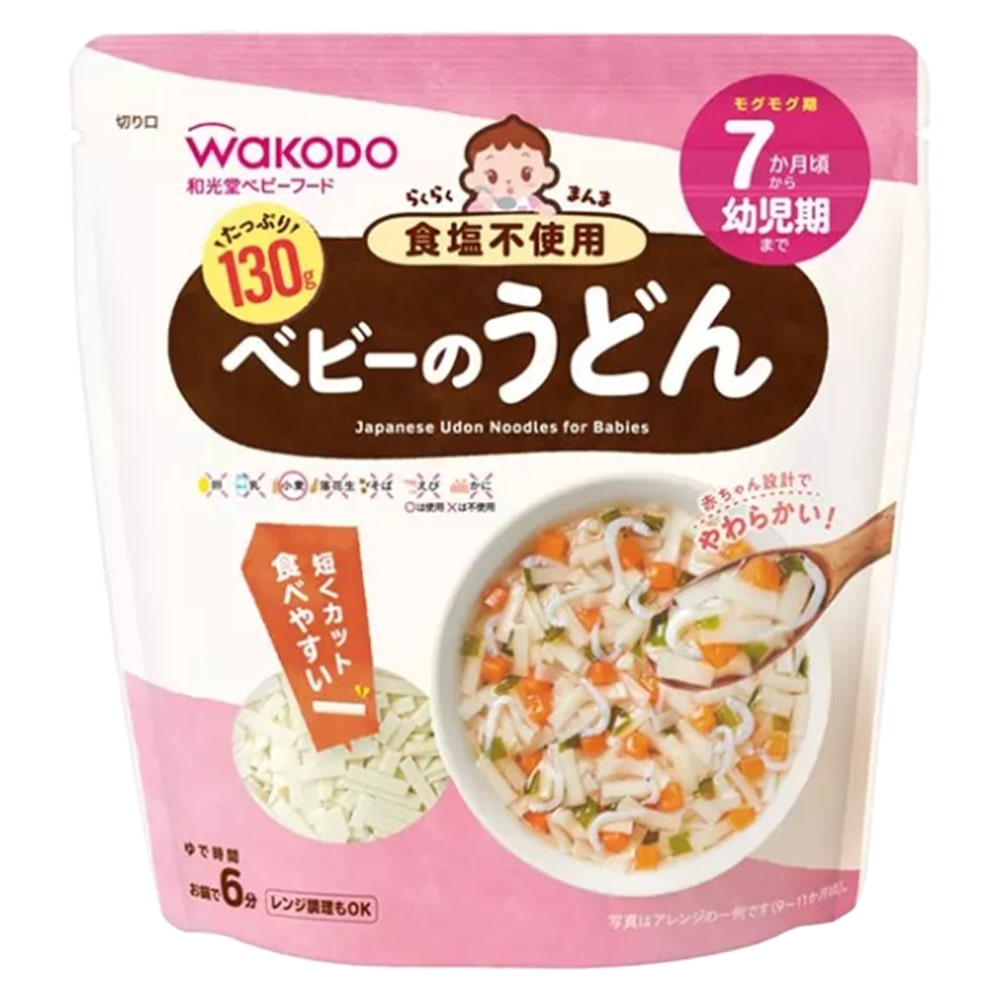 切り口
WAKODO
和光堂ベビーフード
モグモグ期
7か月頃
から
幼児期
まで
らくらく まんま
食塩不使用
たっぷり
130g
ベビーのうどん
Japanese Udon Noodles for Babies
卵 乳 小麦 落花生 そば えび かに
○は使用 ×は不使用
赤ちゃん設計で
やわらかい!
短くカット
食べやすい
ゆで時間
お鍋で6分
レンジ調理もOK
写真はアレンジの一例です(9~11か月頃)。